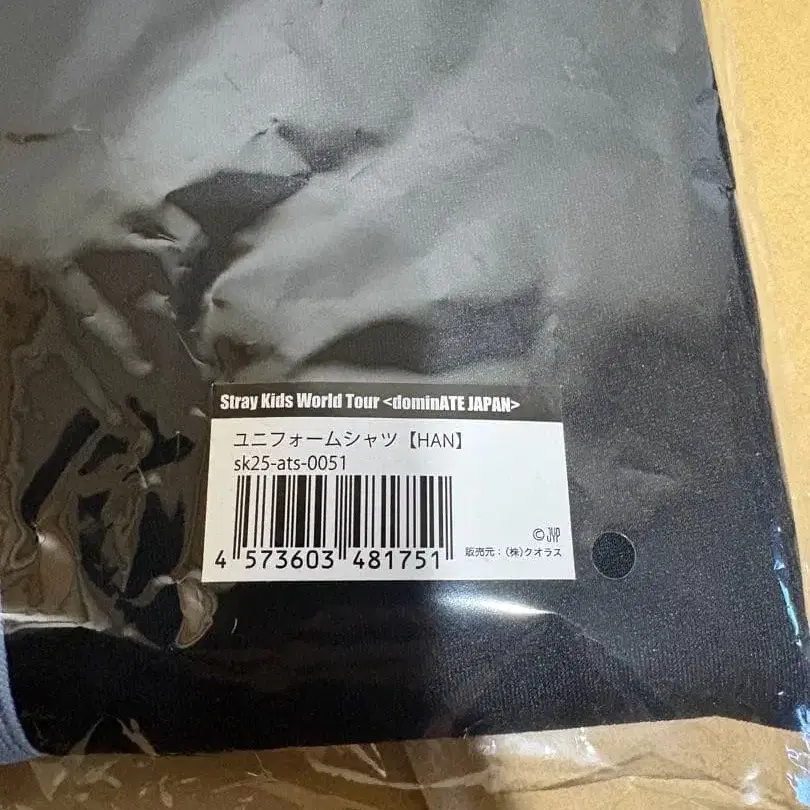 Stray Kids World Tour <dominATE JAPAN>
ユニフォームシャツ【HAN】
sk25-ats-0051
4 573603 481751
© JYP
販売元：(株)クオラス